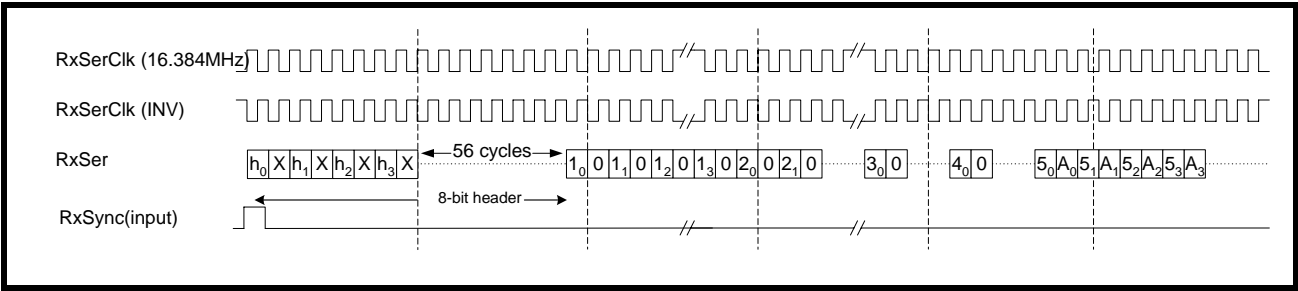 RxSerClk (16.384MHz)
RxSerClk (INV)
RxSer
h₀ X h₁ X h₂ X h₃ X
56 cycles
1₀ 0 1₁ 0 1₂ 0 1₃ 0 2₀ 0 2₁ 0
3₀ 0
4₀ 0
5₀ A₀ 5₁ A₁ 5₂ A₂ 5₃ A₃
8-bit header
RxSync(input)